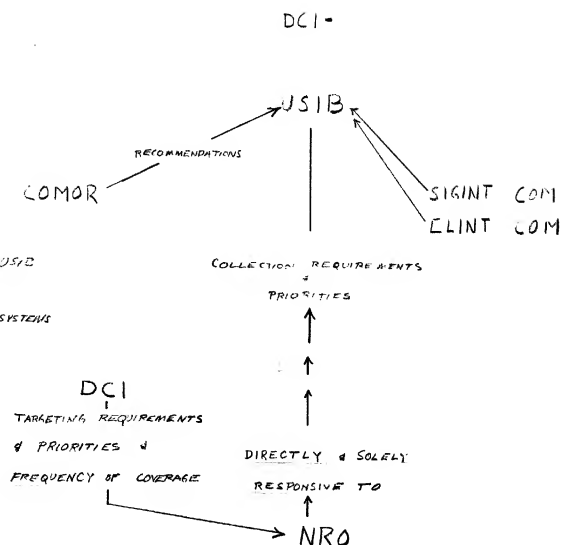 DCI -
USIB
RECOMMENDATIONS
COMOR
SIGINT COM
ELINT COM
USIB
COLLECTION REQUIREMENTS
&
PRIORITIES
SYSTEMS
DCI
TARGETING REQUIREMENTS
& PRIORITIES &
FREQUENCY OF COVERAGE
DIRECTLY & SOLELY
RESPONSIVE TO
NRO